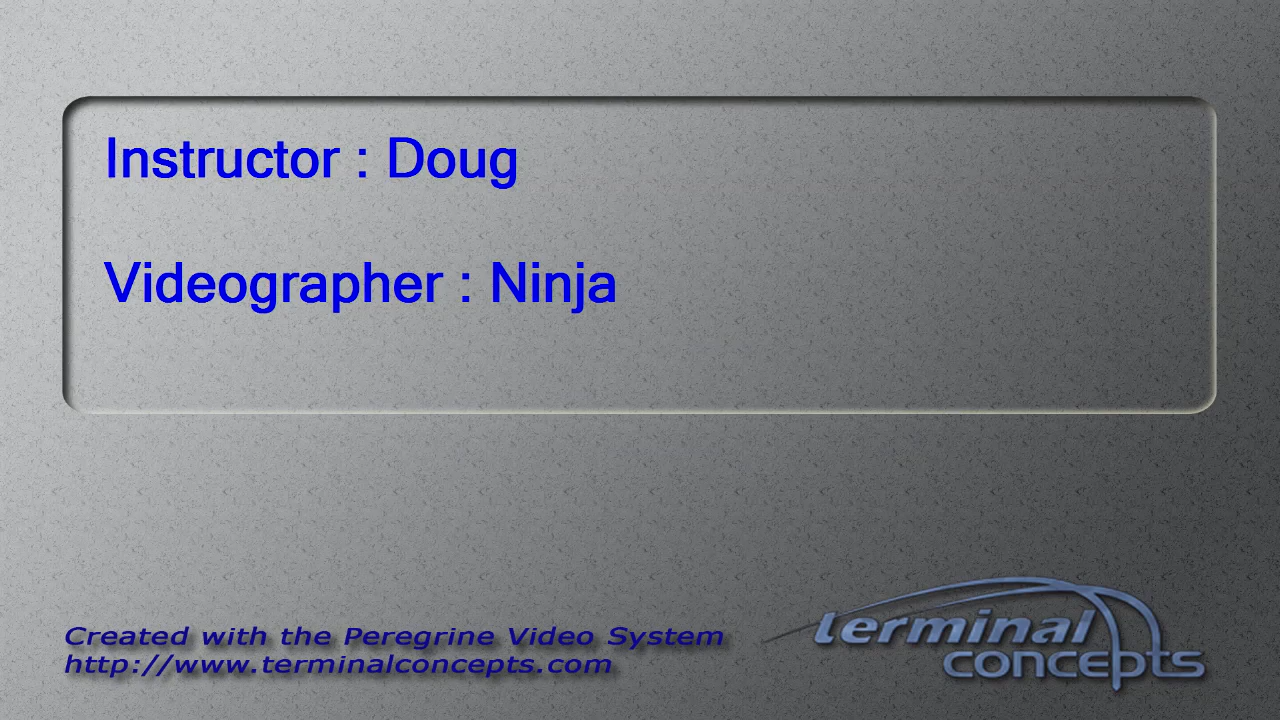 Instructor : Doug
Videographer : Ninja
Created with the Peregrine Video System
http://www.terminalconcepts.com
terminal
concepts